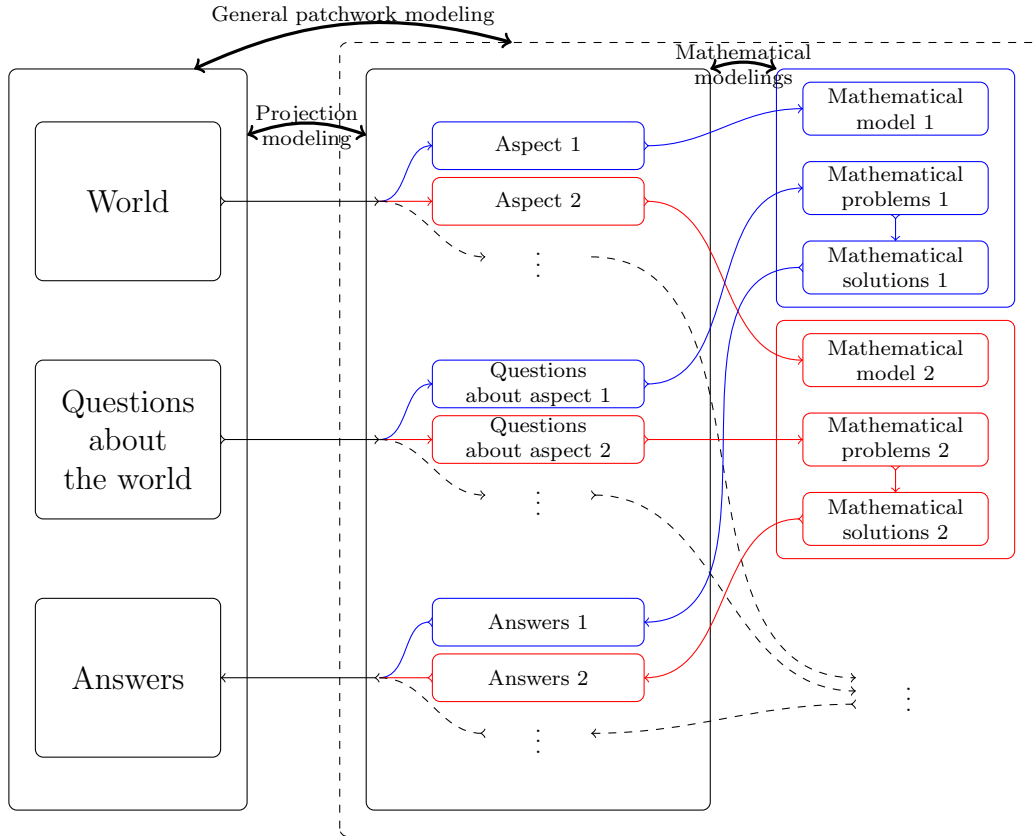 General patchwork modeling
Projection
modeling
Mathematical
modelings
World
Questions
about
the world
Answers
Aspect 1
Aspect 2
⋮
Questions
about aspect 1
Questions
about aspect 2
⋮
Answers 1
Answers 2
⋮
Mathematical
model 1
Mathematical
problems 1
Mathematical
solutions 1
Mathematical
model 2
Mathematical
problems 2
Mathematical
solutions 2
⋮